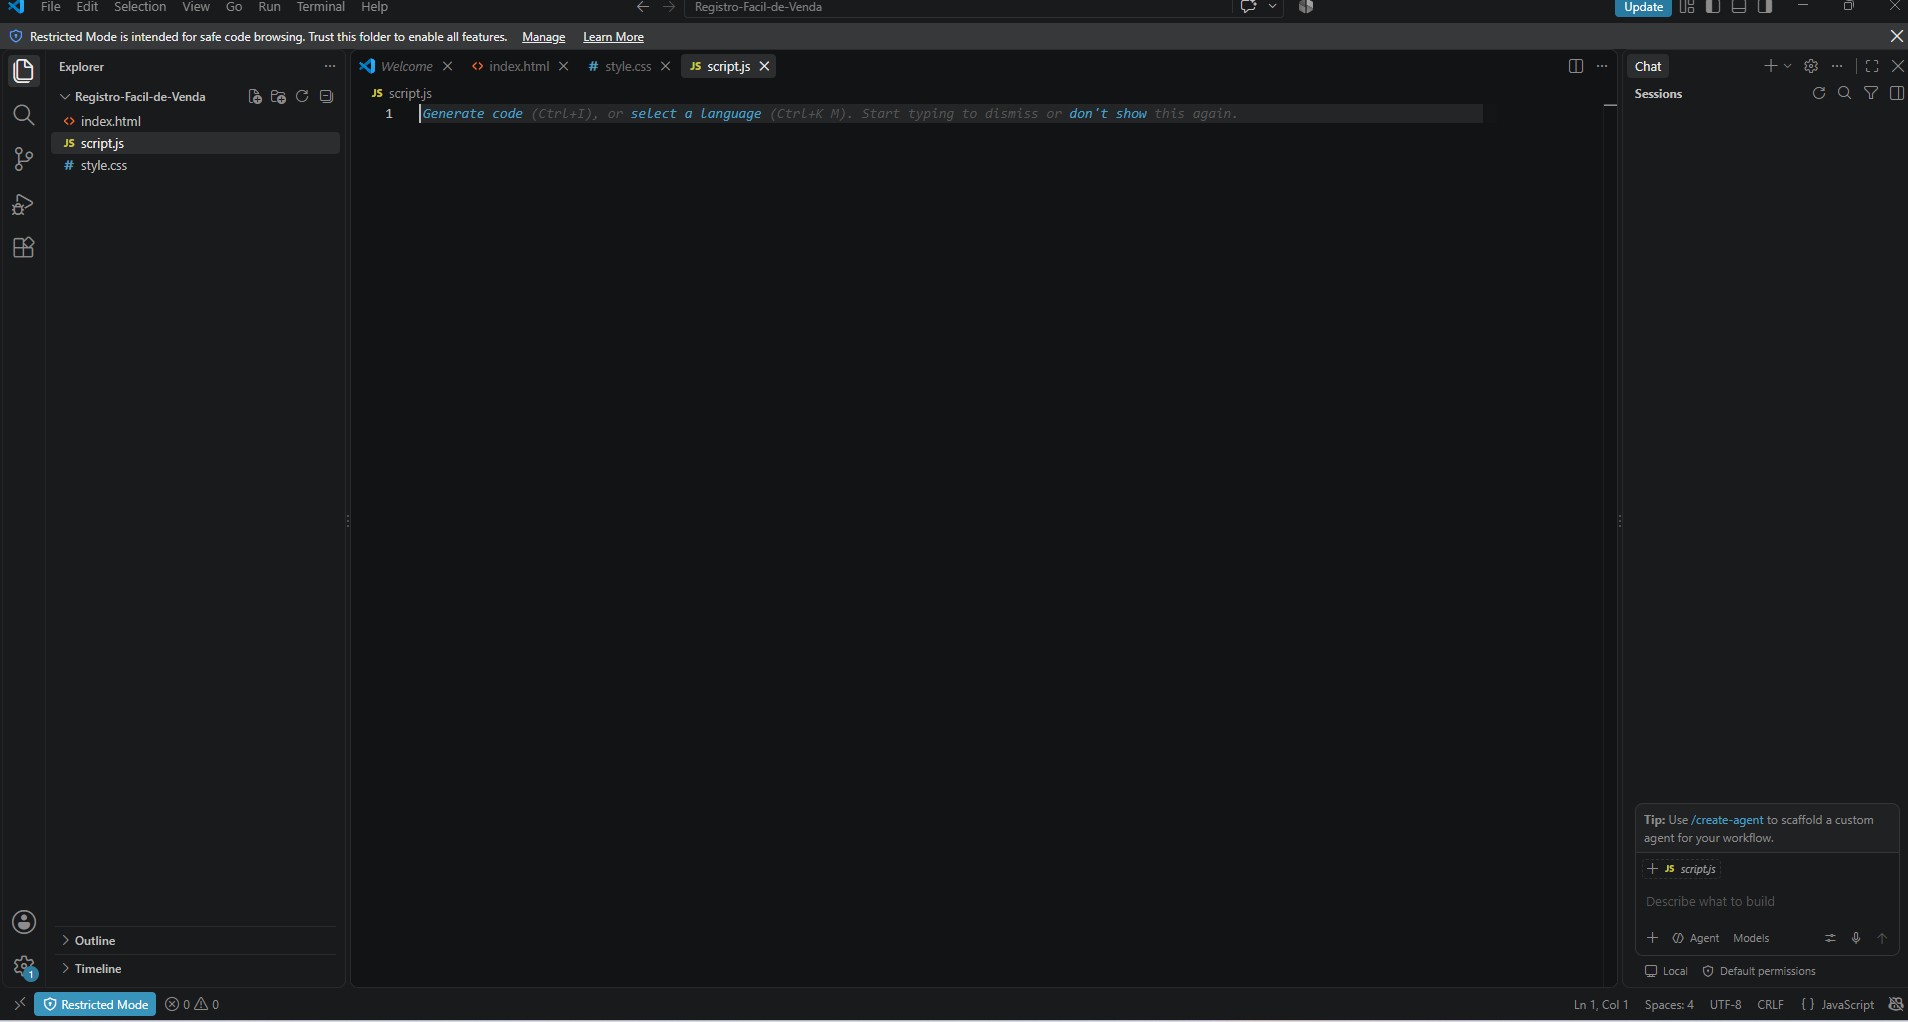 File Edit Selection View Go Run Terminal Help
Registro-Facil-de-Venda
Update
Restricted Mode is intended for safe code browsing. Trust this folder to enable all features. Manage Learn More
Explorer
Registro-Facil-de-Venda
index.html
JS script.js
# style.css
Outline
Timeline
Welcome
index.html
# style.css
JS script.js
JS script.js
1 Generate code (Ctrl+I), or select a language (Ctrl+K M). Start typing to dismiss or don't show this again.
Chat
Sessions
Tip: Use /create-agent to scaffold a custom
agent for your workflow.
JS script.js
Describe what to build
Agent Models
Local Default permissions
1
Restricted Mode 0 0
Ln 1, Col 1 Spaces: 4 UTF-8 CRLF { } JavaScript